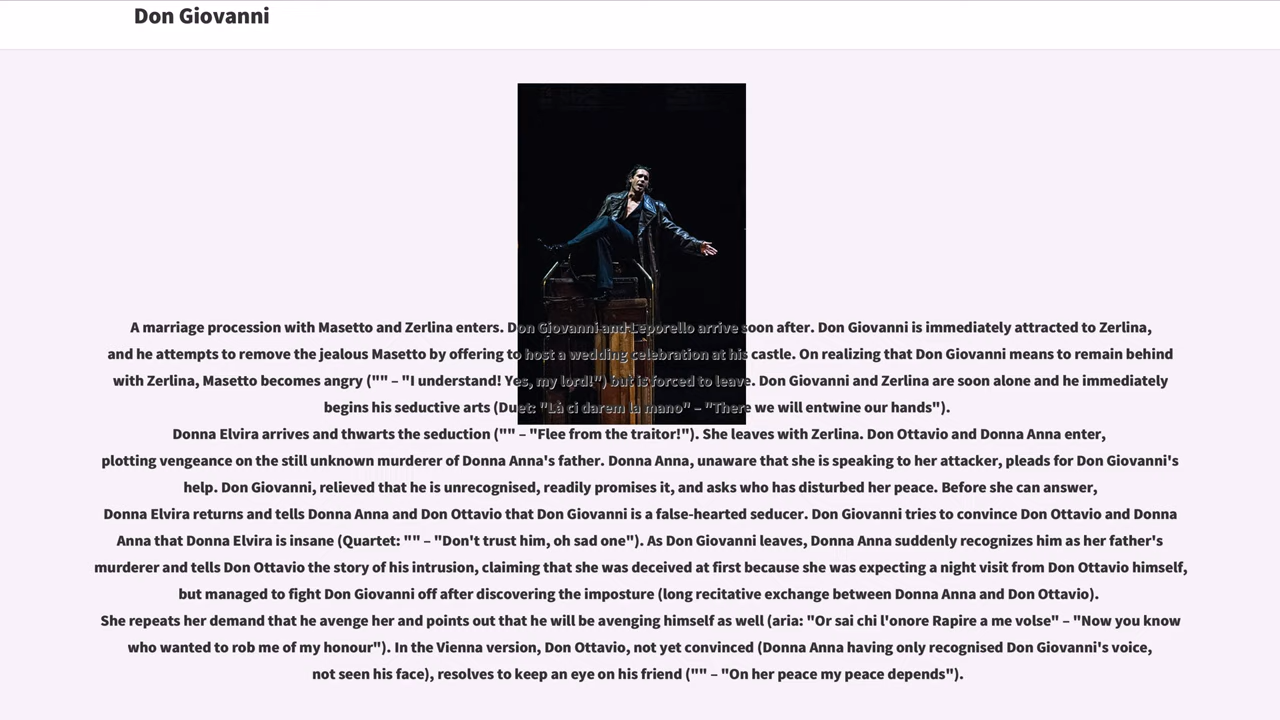 Don Giovanni
A marriage procession with Masetto and Zerlina enters. Don Giovanni and Leporello arrive soon after. Don Giovanni is immediately attracted to Zerlina,
and he attempts to remove the jealous Masetto by offering to host a wedding celebration at his castle. On realizing that Don Giovanni means to remain behind
with Zerlina, Masetto becomes angry ("" – "I understand! Yes, my lord!") but is forced to leave. Don Giovanni and Zerlina are soon alone and he immediately
begins his seductive arts (Duet: "Là ci darem la mano" – "There we will entwine our hands").
Donna Elvira arrives and thwarts the seduction ("" – "Flee from the traitor!"). She leaves with Zerlina. Don Ottavio and Donna Anna enter,
plotting vengeance on the still unknown murderer of Donna Anna's father. Donna Anna, unaware that she is speaking to her attacker, pleads for Don Giovanni's
help. Don Giovanni, relieved that he is unrecognised, readily promises it, and asks who has disturbed her peace. Before she can answer,
Donna Elvira returns and tells Donna Anna and Don Ottavio that Don Giovanni is a false-hearted seducer. Don Giovanni tries to convince Don Ottavio and Donna
Anna that Donna Elvira is insane (Quartet: "" – "Don't trust him, oh sad one"). As Don Giovanni leaves, Donna Anna suddenly recognizes him as her father's
murderer and tells Don Ottavio the story of his intrusion, claiming that she was deceived at first because she was expecting a night visit from Don Ottavio himself,
but managed to fight Don Giovanni off after discovering the imposture (long recitative exchange between Donna Anna and Don Ottavio).
She repeats her demand that he avenge her and points out that he will be avenging himself as well (aria: "Or sai chi l'onore Rapire a me volse" – "Now you know
who wanted to rob me of my honour"). In the Vienna version, Don Ottavio, not yet convinced (Donna Anna having only recognised Don Giovanni's voice,
not seen his face), resolves to keep an eye on his friend ("" – "On her peace my peace depends").